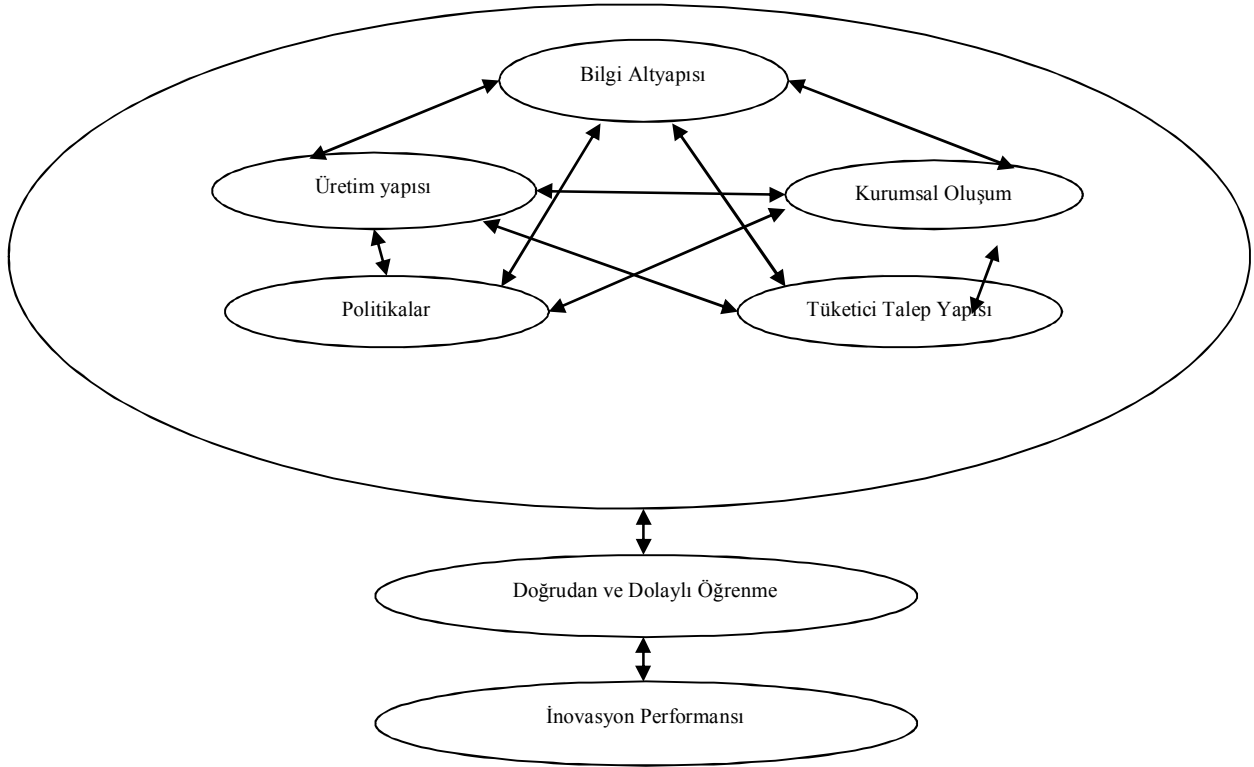 Bilgi Altyapısı
Üretim yapısı
Kurumsal Oluşum
Politikalar
Tüketici Talep Yapısı
Doğrudan ve Dolaylı Öğrenme
İnovasyon Performansı